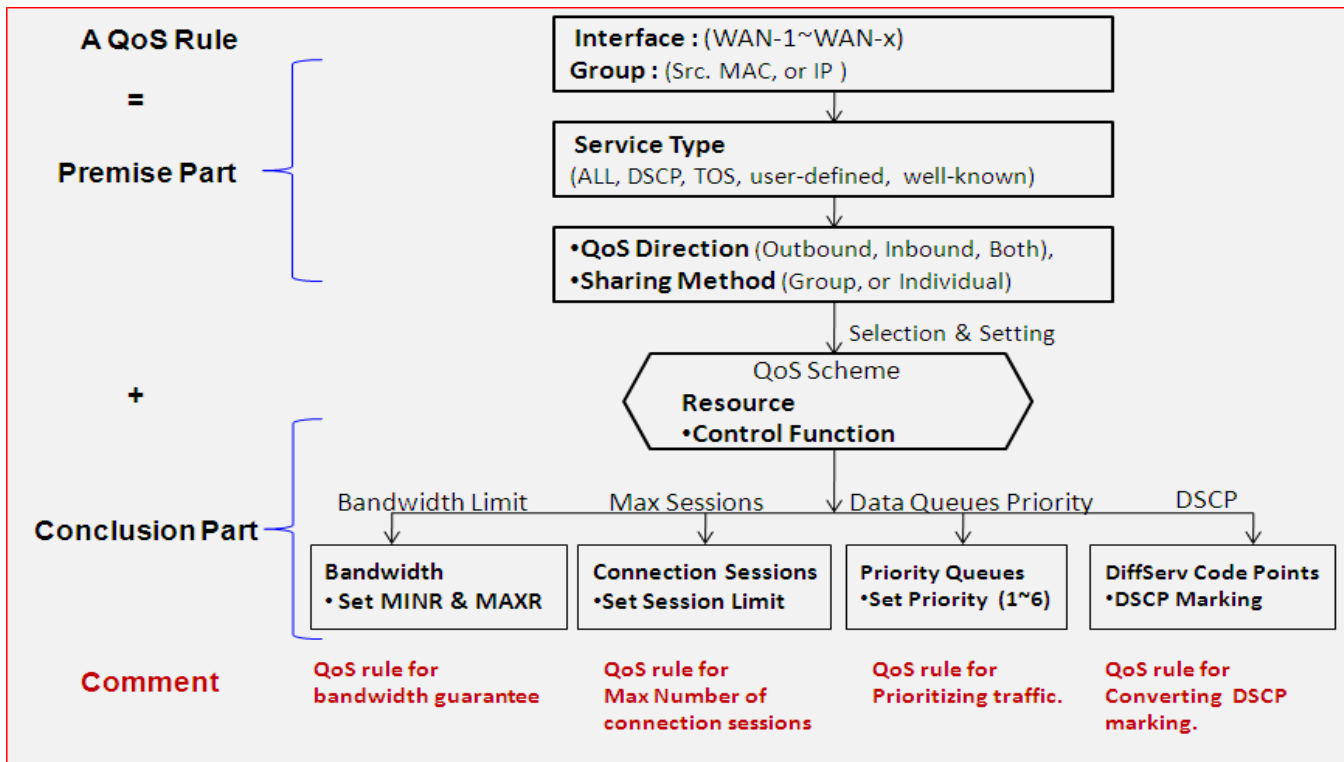 A QoS Rule
=
Premise Part
+
Conclusion Part
Comment
Interface : (WAN-1~WAN-x)
Group : (Src. MAC, or IP )
Service Type
(ALL, DSCP, TOS, user-defined, well-known)
•QoS Direction (Outbound, Inbound, Both),
•Sharing Method (Group, or Individual)
Selection & Setting
QoS Scheme
Resource
•Control Function
Bandwidth Limit
Max Sessions
Data Queues Priority
DSCP
Bandwidth
• Set MINR & MAXR
Connection Sessions
•Set Session Limit
Priority Queues
•Set Priority (1~6)
DiffServ Code Points
•DSCP Marking
QoS rule for
bandwidth guarantee
QoS rule for
Max Number of
connection sessions
QoS rule for
Prioritizing traffic.
QoS rule for
Converting DSCP
marking.